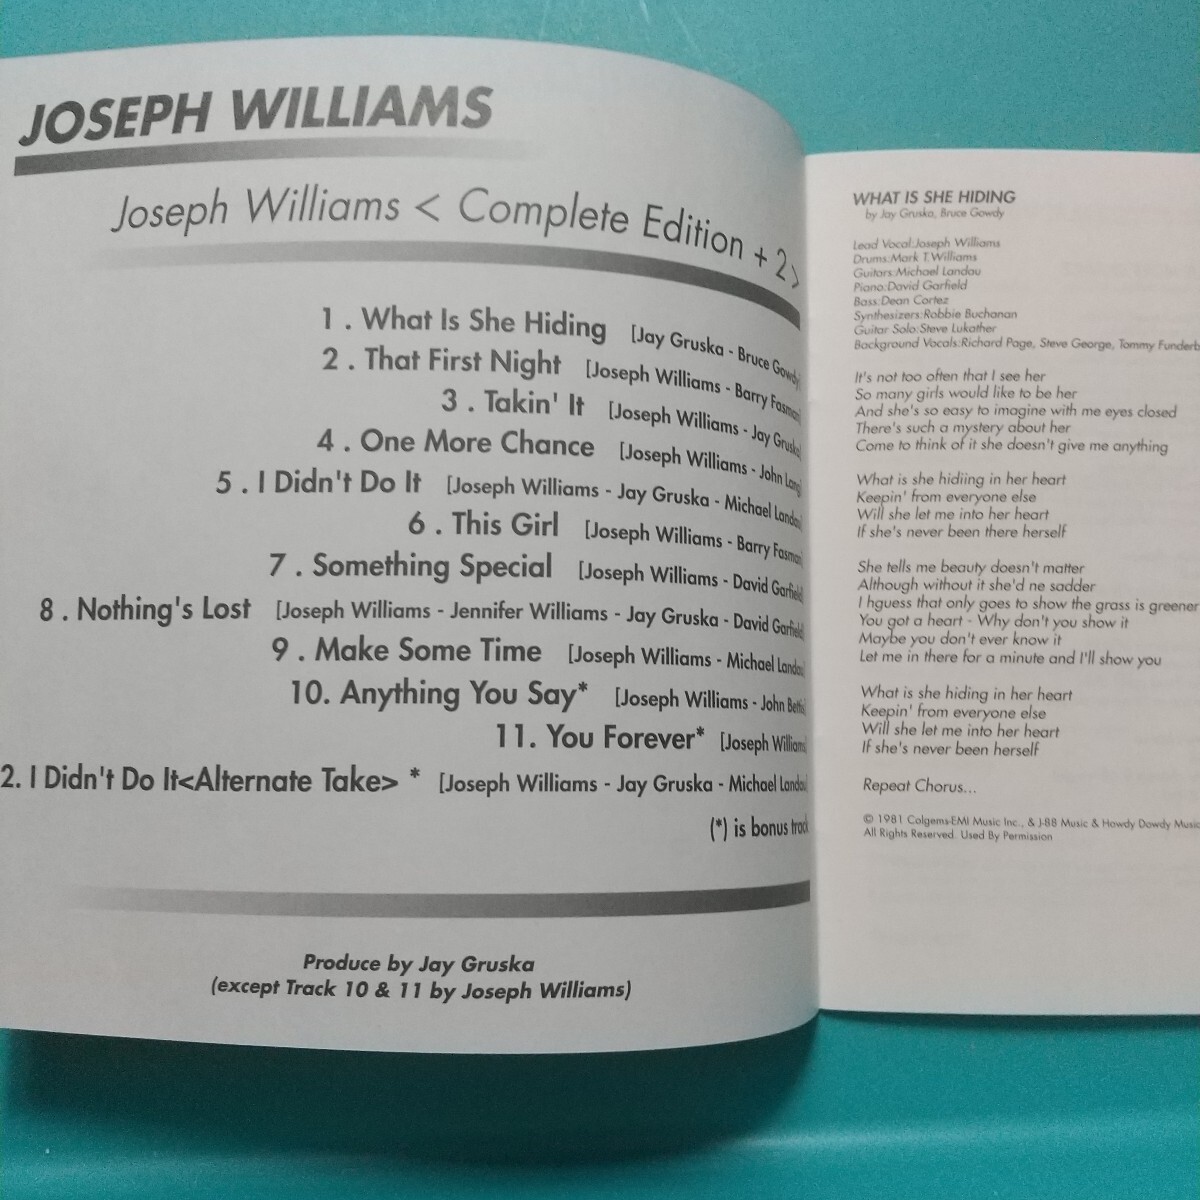 JOSEPH WILLIAMS
Joseph Williams < Complete Edition + 2 >
1 . What Is She Hiding [Jay Gruska - Bruce Gowdy]
2 . That First Night [Joseph Williams - Barry Fasman]
3 . Takin' It [Joseph Williams - Jay Gruska]
4 . One More Chance [Joseph Williams - John Lang]
5 . I Didn't Do It [Joseph Williams - Jay Gruska - Michael Landau]
6 . This Girl [Joseph Williams - Barry Fasman]
7 . Something Special [Joseph Williams - David Garfield]
8 . Nothing's Lost [Joseph Williams - Jennifer Williams - Jay Gruska - David Garfield]
9 . Make Some Time [Joseph Williams - Michael Landau]
10. Anything You Say* [Joseph Williams - John Bettis]
11. You Forever* [Joseph Williams]
2. I Didn't Do It<Alternate Take> * [Joseph Williams - Jay Gruska - Michael Landau]
(*) is bonus track
Produce by Jay Gruska
(except Track 10 & 11 by Joseph Williams)
WHAT IS SHE HIDING
by Jay Gruska, Bruce Gowdy
Lead Vocal:Joseph Williams
Drums:Mark T.Williams
Guitars:Michael Landau
Piano:David Garfield
Bass:Dean Cortez
Synthesizers:Robbie Buchanan
Guitar Solo:Steve Lukather
Background Vocals:Richard Page, Steve George, Tommy Funderb
It's not too often that I see her
So many girls would like to be her
And she's so easy to imagine with me eyes closed
There's such a mystery about her
Come to think of it she doesn't give me anything
What is she hidiing in her heart
Keepin' from everyone else
Will she let me into her heart
If she's never been there herself
She tells me beauty doesn't matter
Although without it she'd ne sadder
I hguess that only goes to show the grass is greener
You got a heart - Why don't you show it
Maybe you don't ever know it
Let me in there for a minute and I'll show you
What is she hiding in her heart
Keepin' from everyone else
Will she let me into her heart
If she's never been herself
Repeat Chorus...
© 1981 Colgems-EMI Music Inc., & J-88 Music & Howdy Dowdy Music
All Rights Reserved. Used By Permission